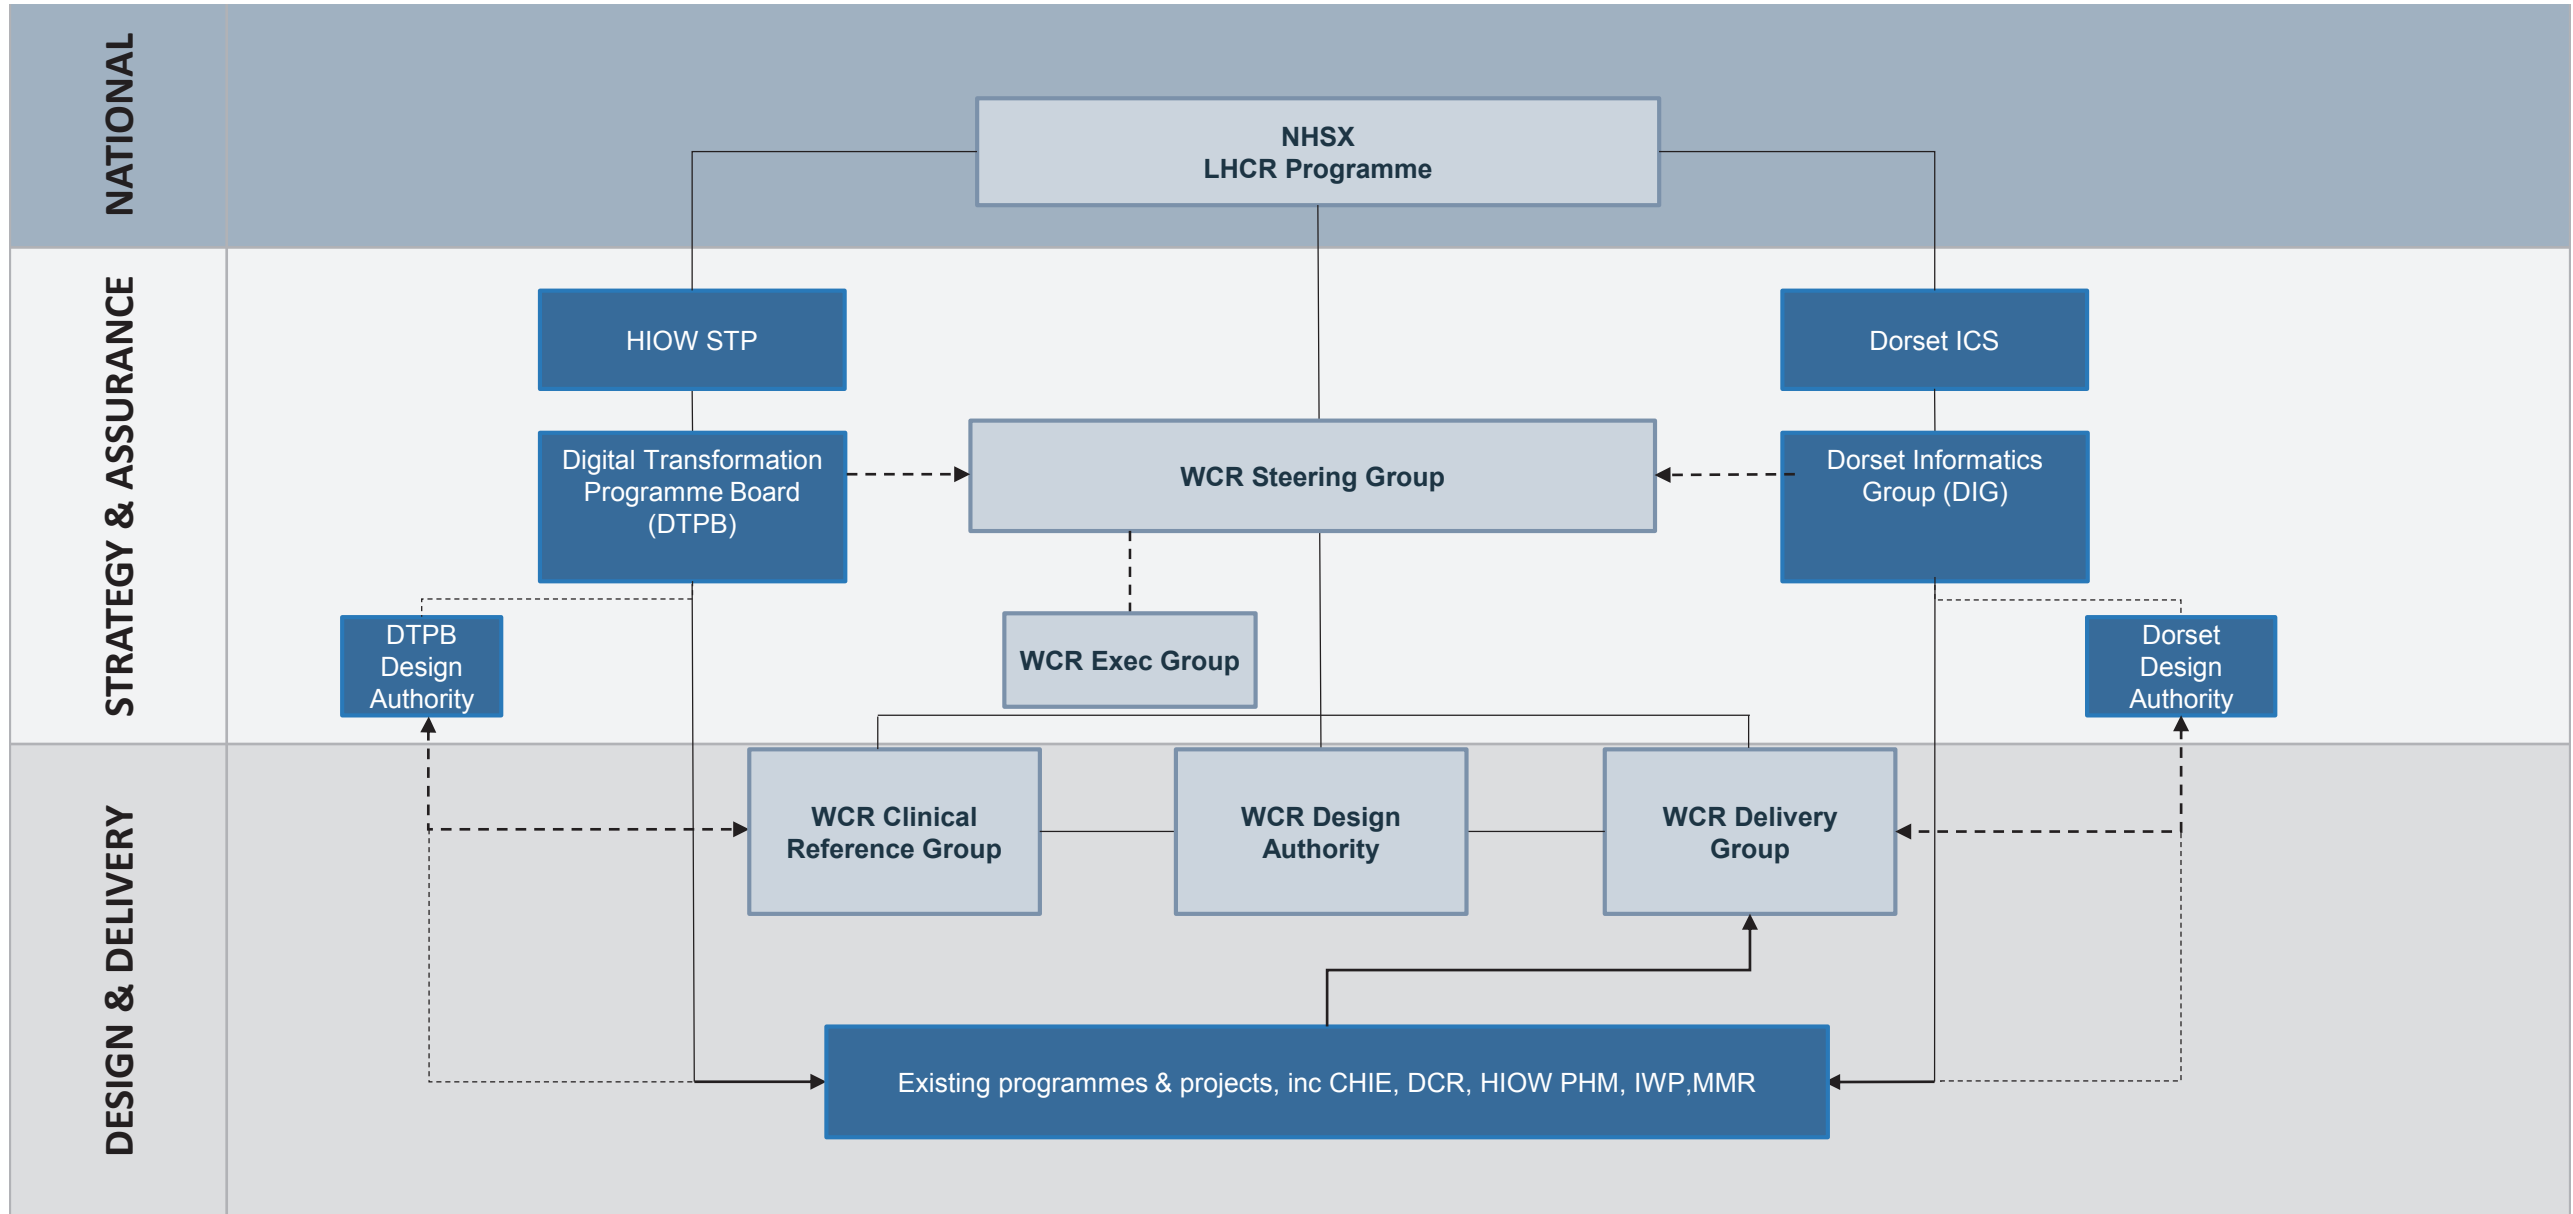 NATIONAL
NHSX
LHCR Programme
STRATEGY & ASSURANCE
HIOW STP
Dorset ICS
Digital Transformation
Programme Board
(DTPB)
WCR Steering Group
Dorset Informatics
Group (DIG)
DTPB
Design
Authority
WCR Exec Group
Dorset
Design
Authority
DESIGN & DELIVERY
WCR Clinical
Reference Group
WCR Design
Authority
WCR Delivery
Group
Existing programmes & projects, inc CHIE, DCR, HIOW PHM, IWP,MMR